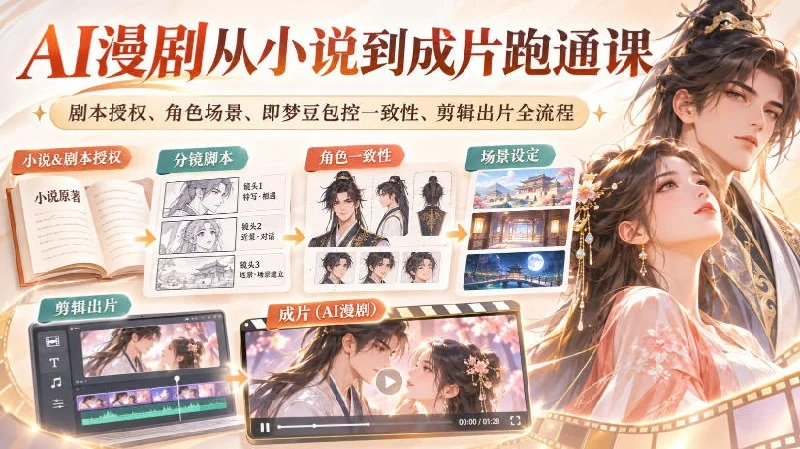 AI漫剧从小说到成片跑通课
剧本授权、角色场景、即梦豆包控一致性、剪辑出片全流程
小说&剧本授权
小说原著
分镜脚本
镜头1
特写·相遇
镜头2
近景·对话
镜头3
远景·场景建立
角色一致性
场景设定
剪辑出片
T
成片(AI漫剧)
00:00 / 01:28